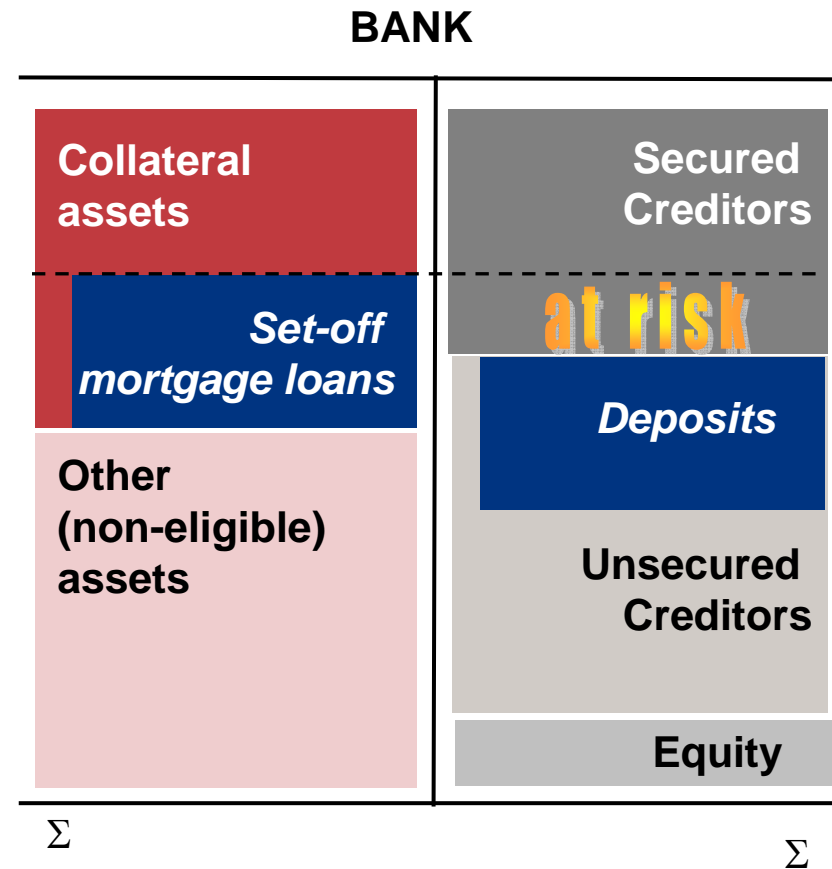 BANK
Collateral
assets
Set-off
mortgage loans
Other
(non-eligible)
assets
Σ
Secured
Creditors
at risk
Deposits
Unsecured
Creditors
Equity
Σ